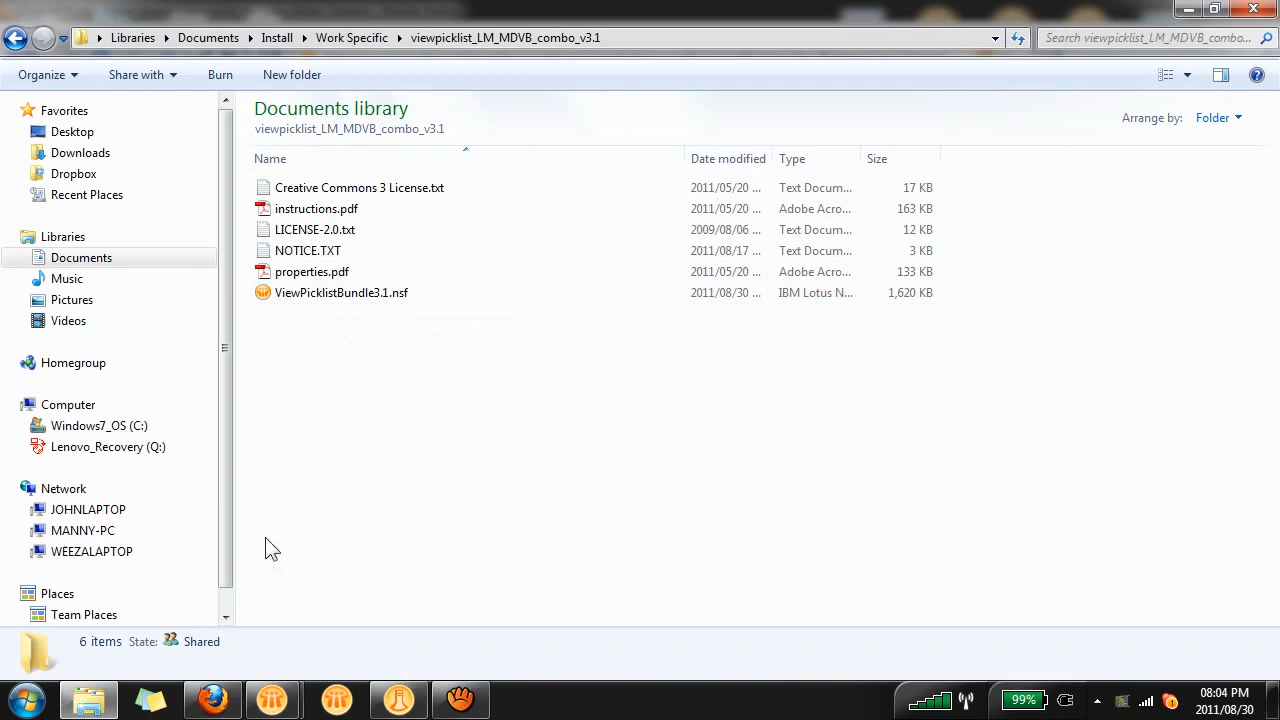 Libraries Documents Install Work Specific viewpicklist_LM_MDVB_combo_v3.1 Search viewpicklist_LM_MDVB_combo...
Organize Share with Burn New folder
Favorites
Desktop
Downloads
Dropbox
Recent Places
Libraries
Documents
Music
Pictures
Videos
Homegroup
Computer
Windows7_OS (C:)
Lenovo_Recovery (Q:)
Network
JOHNLAPTOP
MANNY-PC
WEEZALAPTOP
Places
Team Places
Documents library
viewpicklist_LM_MDVB_combo_v3.1
Arrange by: Folder
Name Date modified Type Size
Creative Commons 3 License.txt 2011/05/20 ... Text Docum... 17 KB
instructions.pdf 2011/05/20 ... Adobe Acro... 163 KB
LICENSE-2.0.txt 2009/08/06 ... Text Docum... 12 KB
NOTICE.TXT 2011/08/17 ... Text Docum... 3 KB
properties.pdf 2011/05/20 ... Adobe Acro... 133 KB
ViewPicklistBundle3.1.nsf 2011/08/30 ... IBM Lotus N... 1,620 KB
6 items State: Shared
99%
08:04 PM
2011/08/30